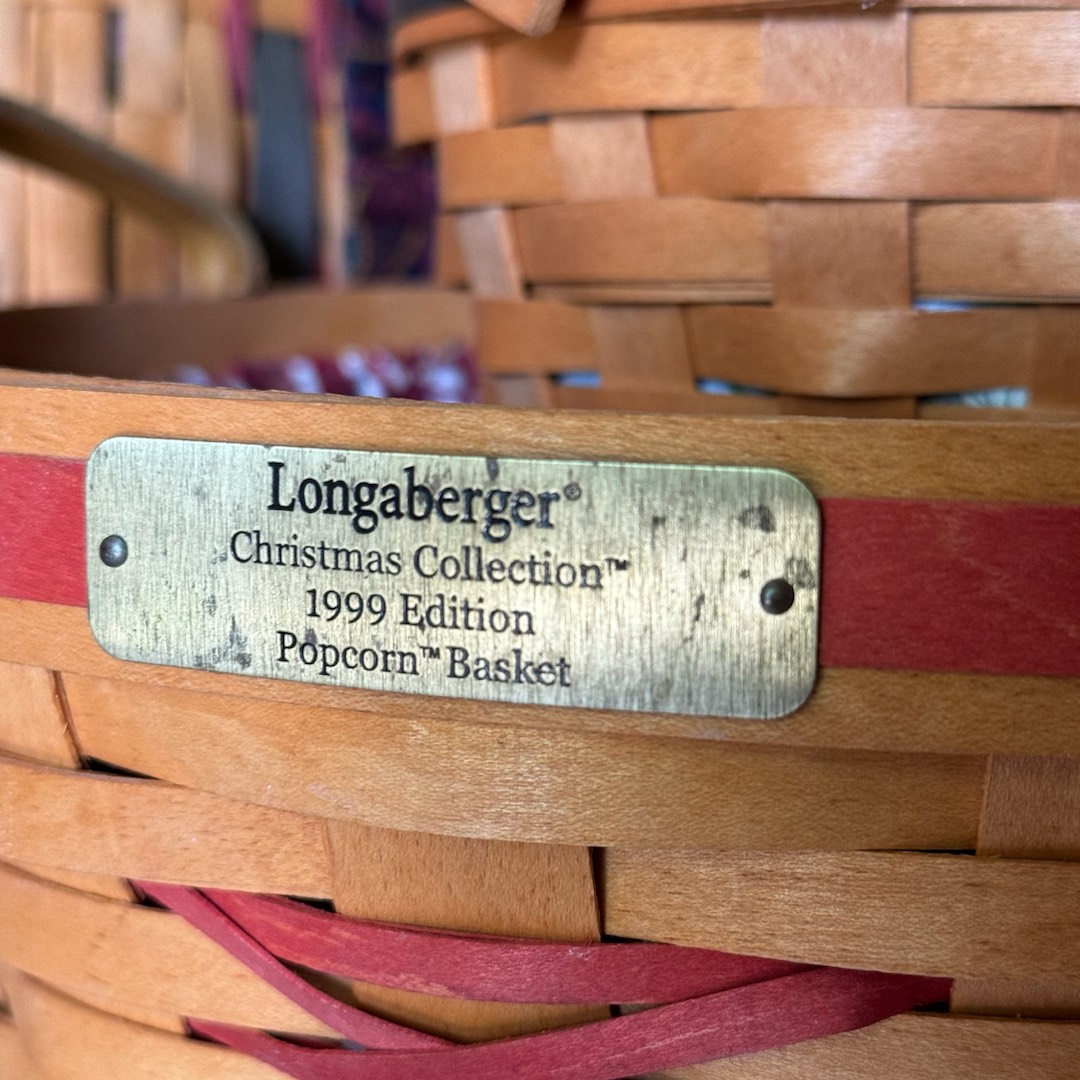 Longaberger®
Christmas Collection™
1999 Edition
Popcorn™ Basket